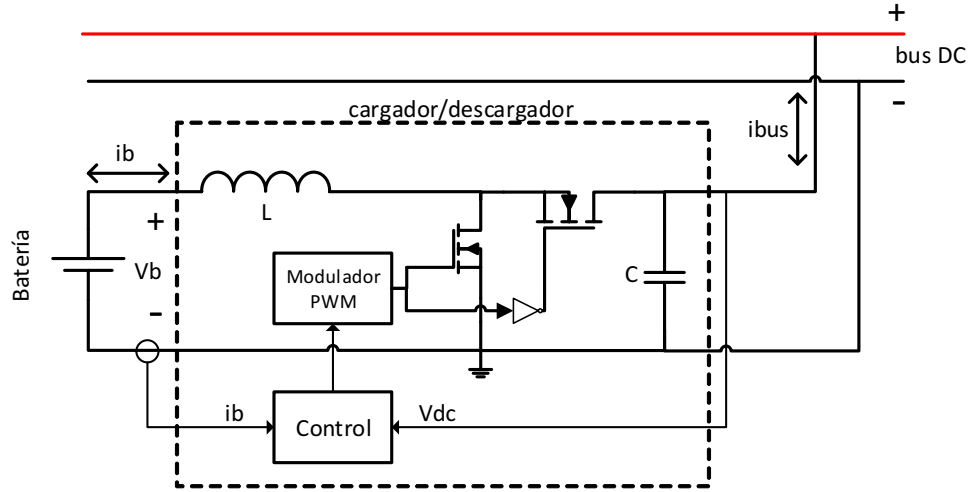 +
bus DC
-
cargador/descargador
ibus
ib
L
+
Batería
Vb
-
Modulador
PWM
C
ib
Control
Vdc